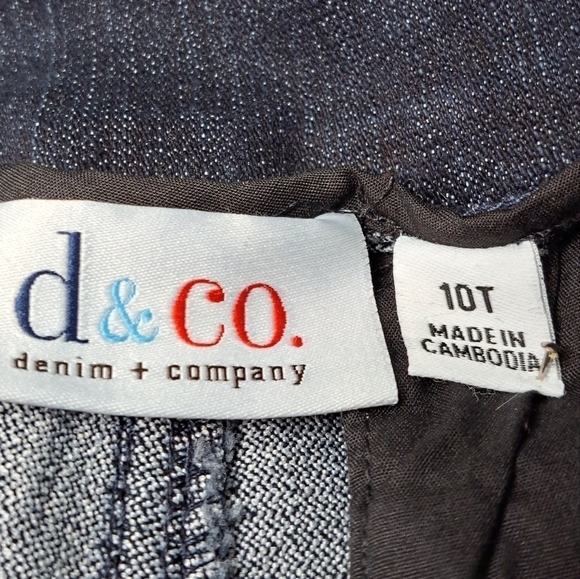 d&co.
denim + company
10T
MADE IN
CAMBODIA